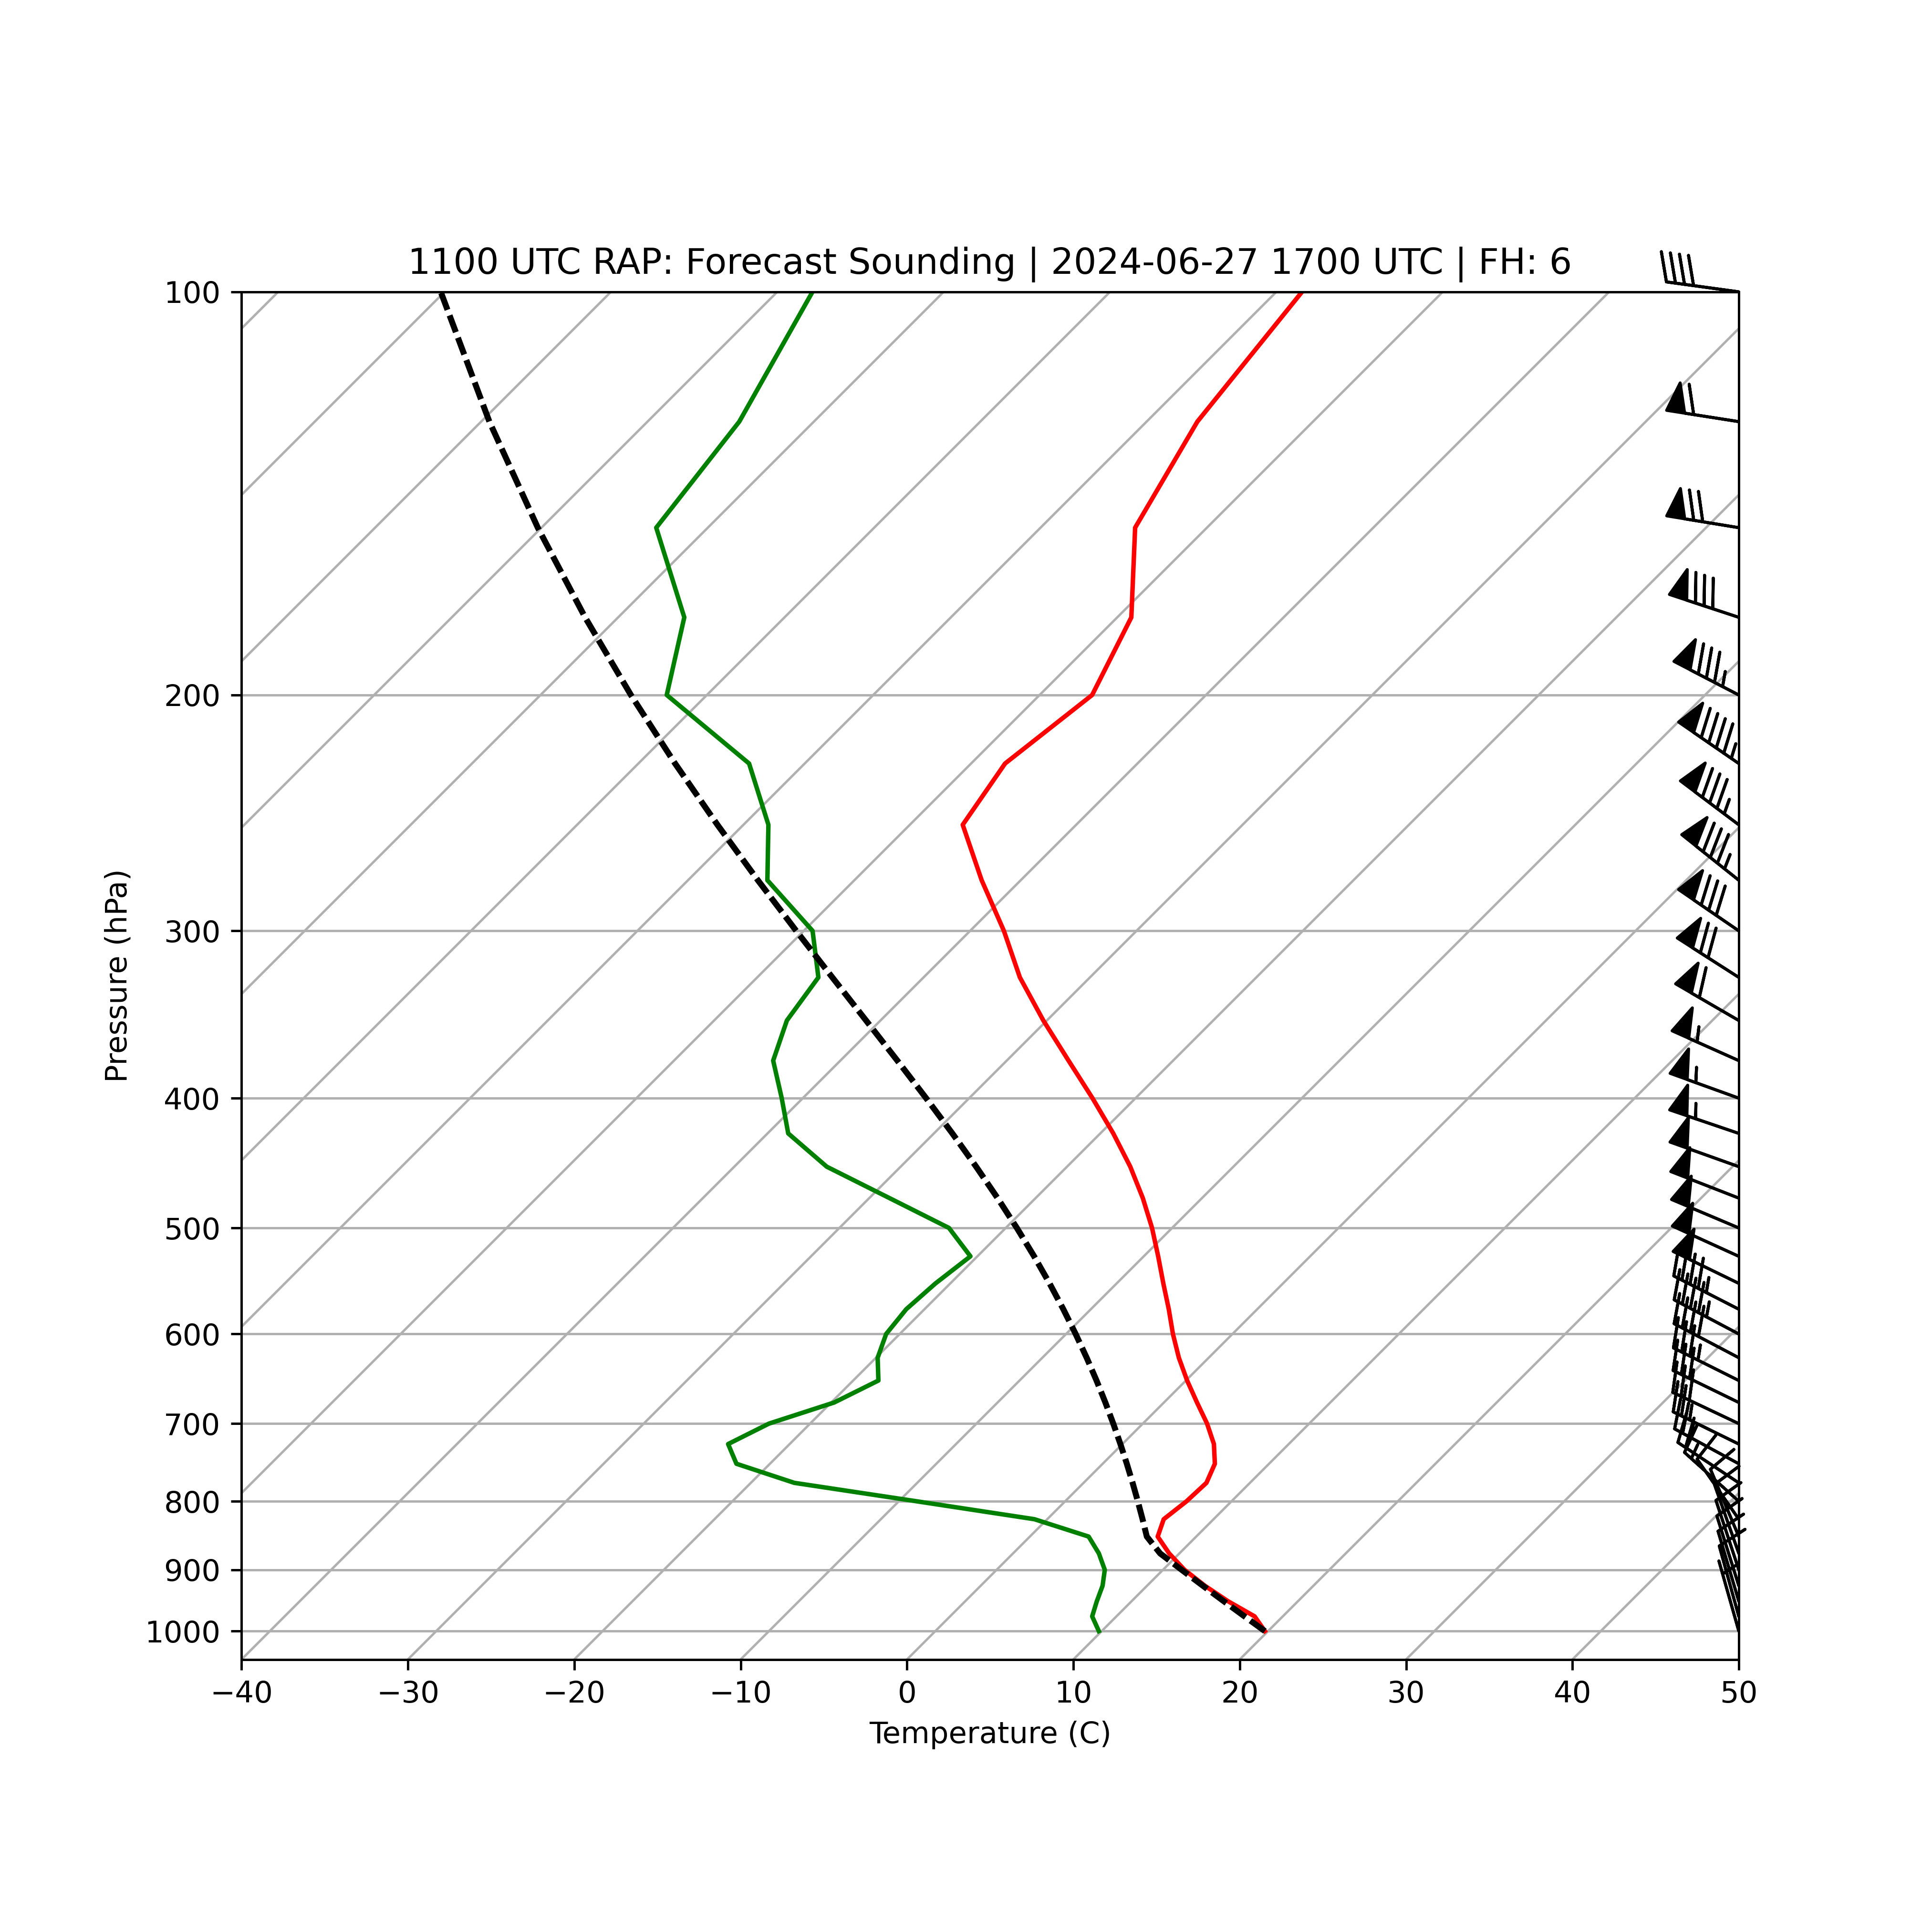 1100 UTC RAP: Forecast Sounding | 2024-06-27 1700 UTC | FH: 6
100
200
300
400
500
600
700
800
900
1000
Pressure (hPa)
−40 −30 −20 −10 0 10 20 30 40 50
Temperature (C)